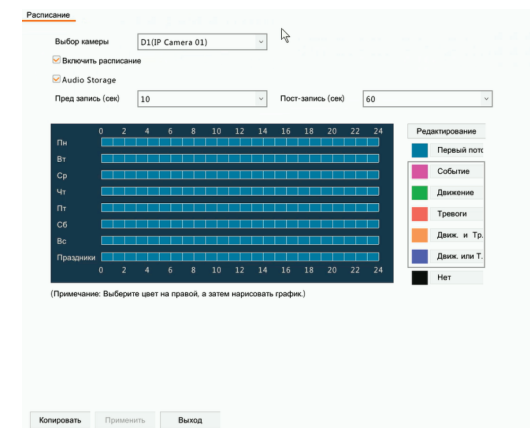 Расписание
Выбор камеры D1(IP Camera 01)
Включить расписание
Audio Storage
Пред запись (сек) 10 Пост-запись (сек) 60
0 2 4 6 8 10 12 14 16 18 20 22 24 Редактирование
Пн
Первый пото
Вт
Ср Событие
Чт Движение
Пт Тревоги
Сб
Вс Движ. и Тр.
Праздники Движ. или Т.
0 2 4 6 8 10 12 14 16 18 20 22 24 Нет
(Примечание: Выберите цвет на правой, а затем нарисовать график.)
Копировать Применить Выход